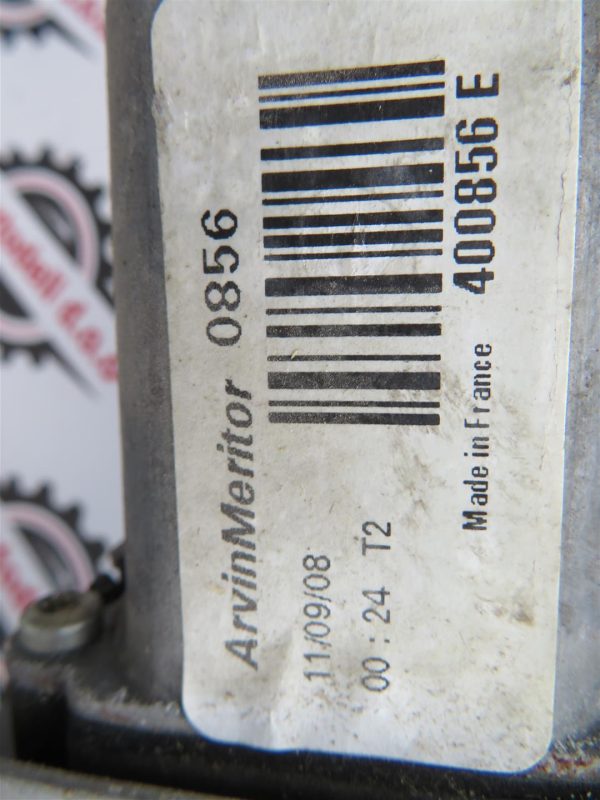 ArvinMeritor 0856
11/09/08
00 : 24 T2
Made in France 400856 E